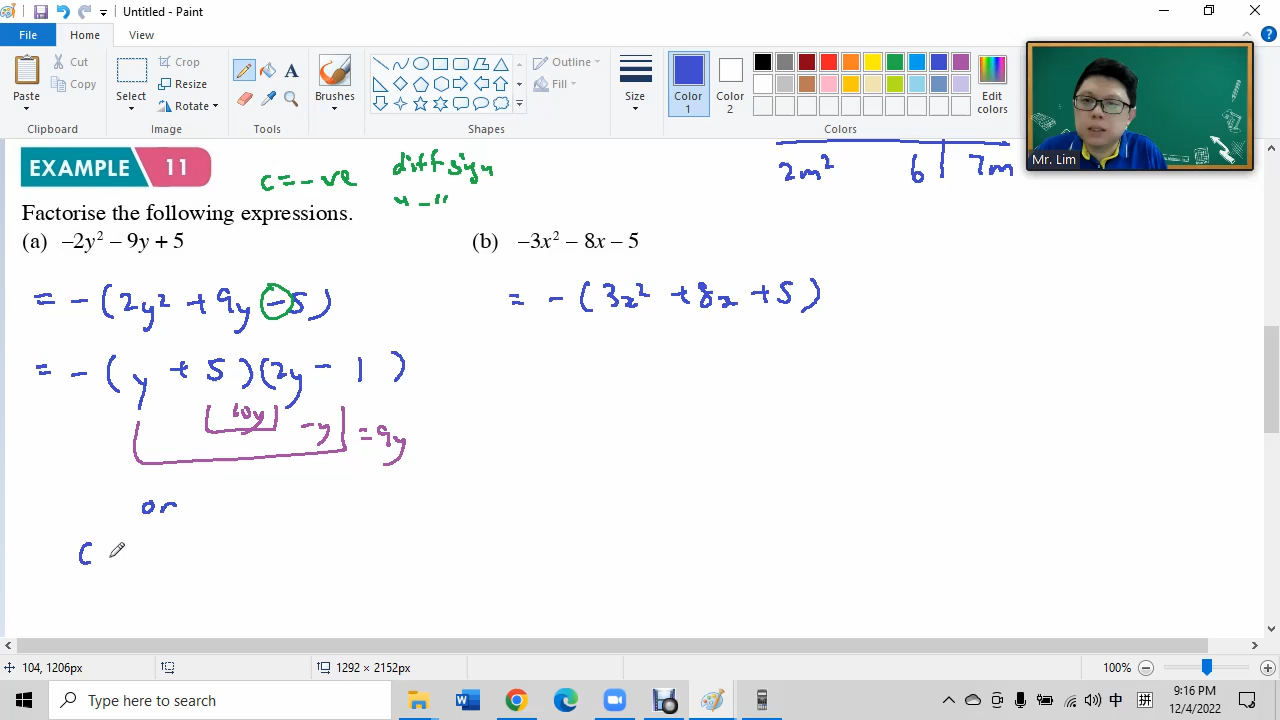 Untitled - Paint
File Home View
Paste Cut Copy
Clipboard
Select Crop Resize Rotate
Image
Tools
Brushes
Outline Fill
Shapes
Size
Color 1 Color 2
Edit colors
Colors
Mr. Lim
2m² 6 7m
EXAMPLE 11
c = -ve diff sign
Factorise the following expressions.
(a) –2y² – 9y + 5 (b) –3x² – 8x – 5
= - (2y² + 9y - 5) = - (3x² + 8x + 5)
= - (y + 5)(2y - 1)
10y
-y = 9y
or
(
104, 1206px 1292 × 2152px 100%
Type here to search
中 拼
9:16 PM
12/4/2022